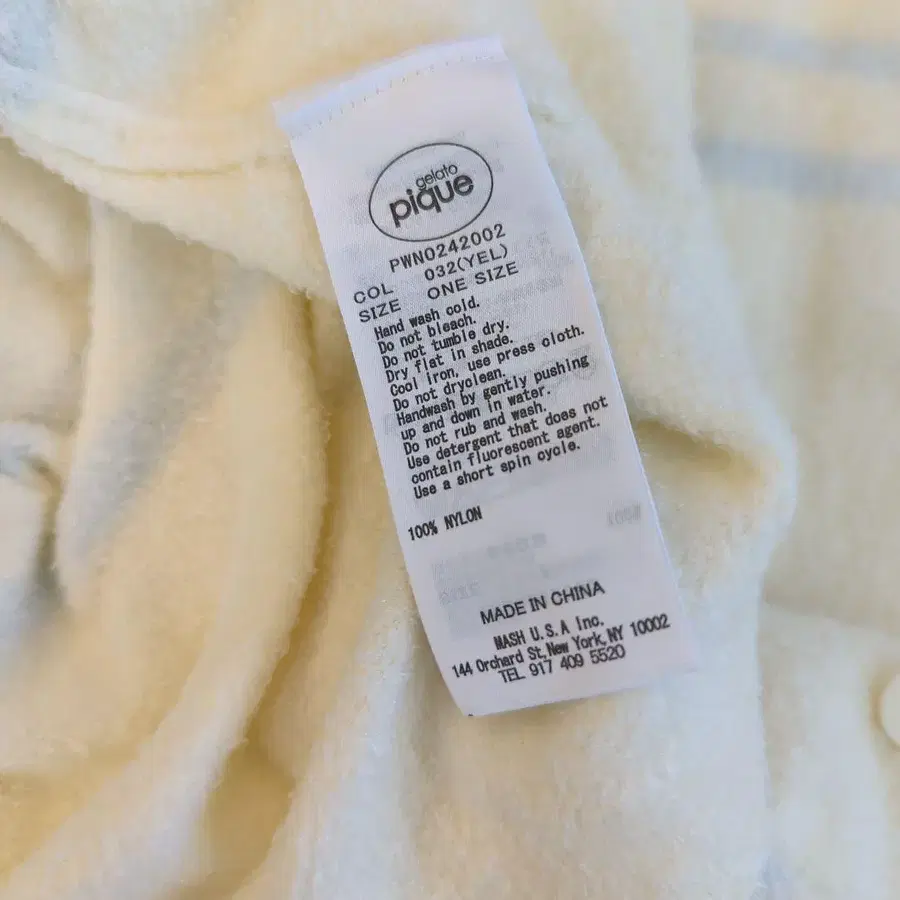 gelato
pique
PWNO242002
COL 032(YEL)
SIZE ONE SIZE
Hand wash cold.
Do not bleach.
Do not tumble dry.
Dry flat in shade.
Cool iron, use press cloth.
Do not dryclean.
Handwash by gently pushing
up and down in water.
Do not rub and wash.
Use detergent that does not
contain fluorescent agent.
Use a short spin cycle.
100% NYLON
MADE IN CHINA
MASH U.S.A Inc.
144 Orchard St, New York, NY 10002
TEL 917 409 5520